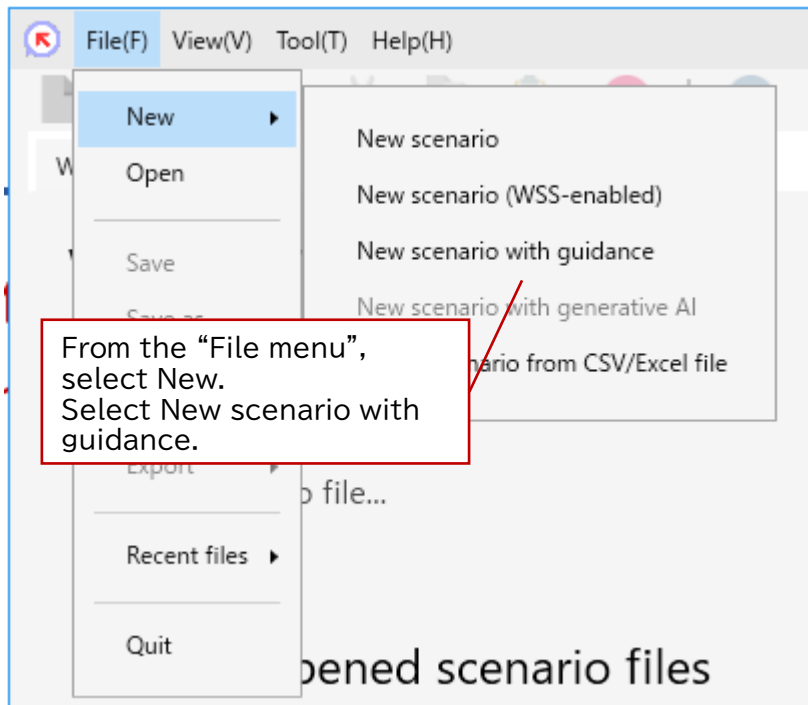 File(F) View(V) Tool(T) Help(H)
New
Open
Save
New scenario
New scenario (WSS-enabled)
New scenario with guidance
New scenario with generative AI
nario from CSV/Excel file
From the “File menu”,
select New.
Select New scenario with
guidance.
Export
file...
Recent files
Quit
pened scenario files